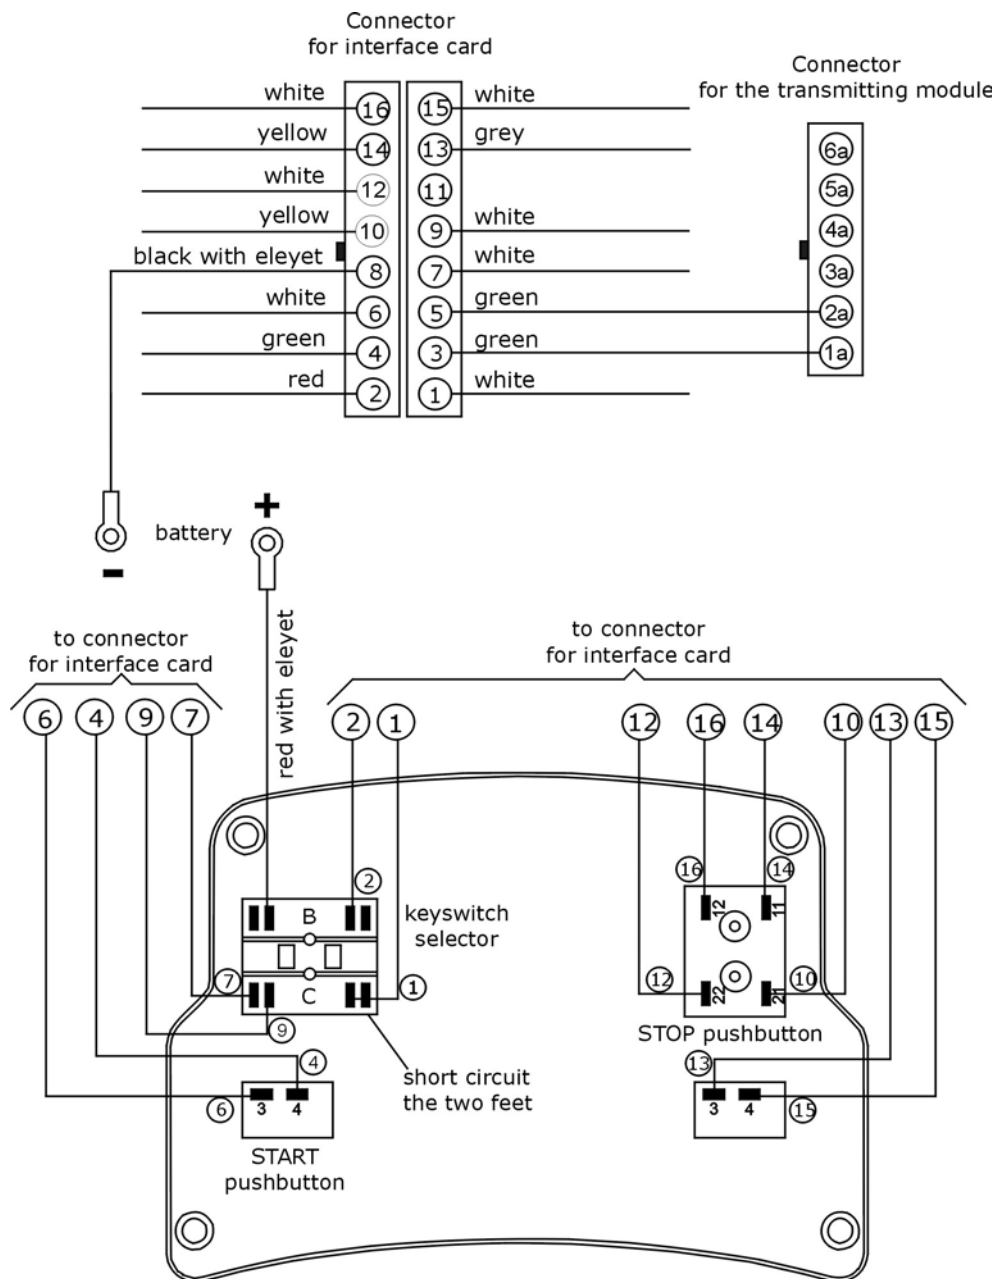 Connector
for interface card
Connector
for the transmitting module
white 16 15 white
yellow 14 13 grey
white 12 11
yellow 10 9 white
black with eleyet 8 7 white
white 6 5 green
green 4 3 green
red 2 1 white
6a
5a
4a
3a
2a
1a
+
battery
-
red with eleyet
to connector
for interface card
to connector
for interface card
6 4 9 7 2 1 12 16 14 10 13 15
2
B
keyswitch
selector
7 C 1
9
16 14
12 11
12 10
22 21
STOP pushbutton
4
short circuit
the two feet
6 3 4
START
pushbutton
13
3 4 15